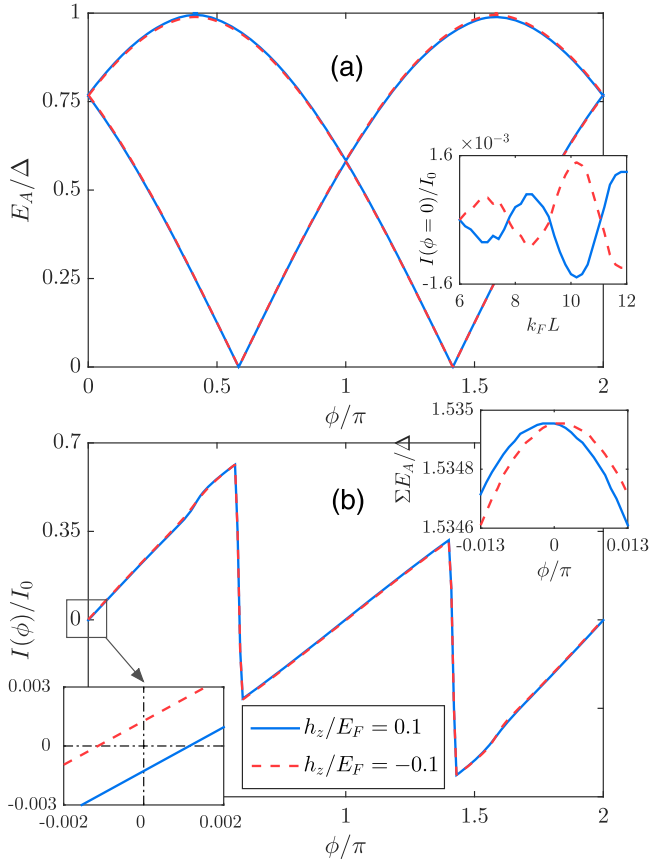 (a)
1
0.75
0.5
0.25
0
E_A/Δ
0 0.5 1 1.5 2
ϕ/π
×10⁻³
1.6
-1.6
I(ϕ = 0)/I_0
6 8 10 12
k_F L
(b)
0.7
0.35
0
I(ϕ)/I_0
1 1.5 2
ϕ/π
1.535
1.5348
1.5346
ΣE_A/Δ
-0.013 0 0.013
ϕ/π
0.003
0
-0.003
-0.002 0 0.002
h_z/E_F = 0.1
h_z/E_F = −0.1